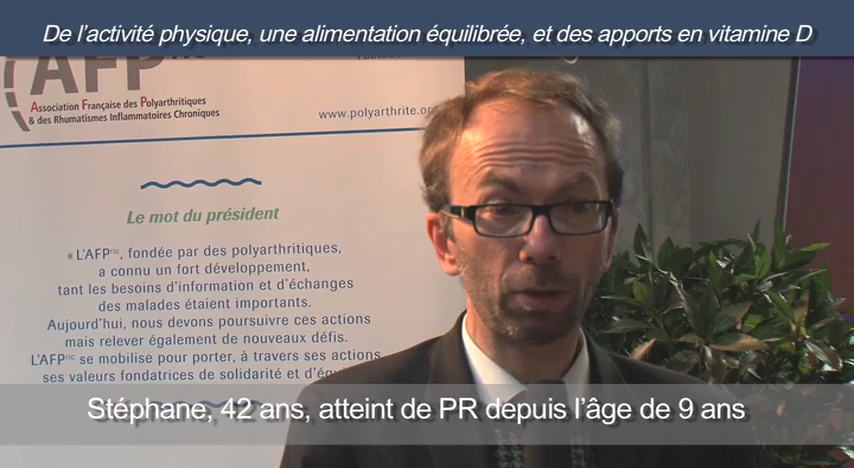 De l'activité physique, une alimentation équilibrée, et des apports en vitamine D
AFPric
Association Française des Polyarthritiques
& des Rhumatismes Inflammatoires Chroniques
www.polyarthrite.org
Le mot du président
« L'AFPric, fondée par des polyarthritiques,
a connu un fort développement,
tant les besoins d'information et d'échanges
des malades étaient importants.
Aujourd'hui, nous devons poursuivre ces actions
mais relever également de nouveaux défis.
L'AFPric se mobilise pour porter, à travers ses actions
ses valeurs fondatrices de solidarité et
Stéphane, 42 ans, atteint de PR depuis l'âge de 9 ans